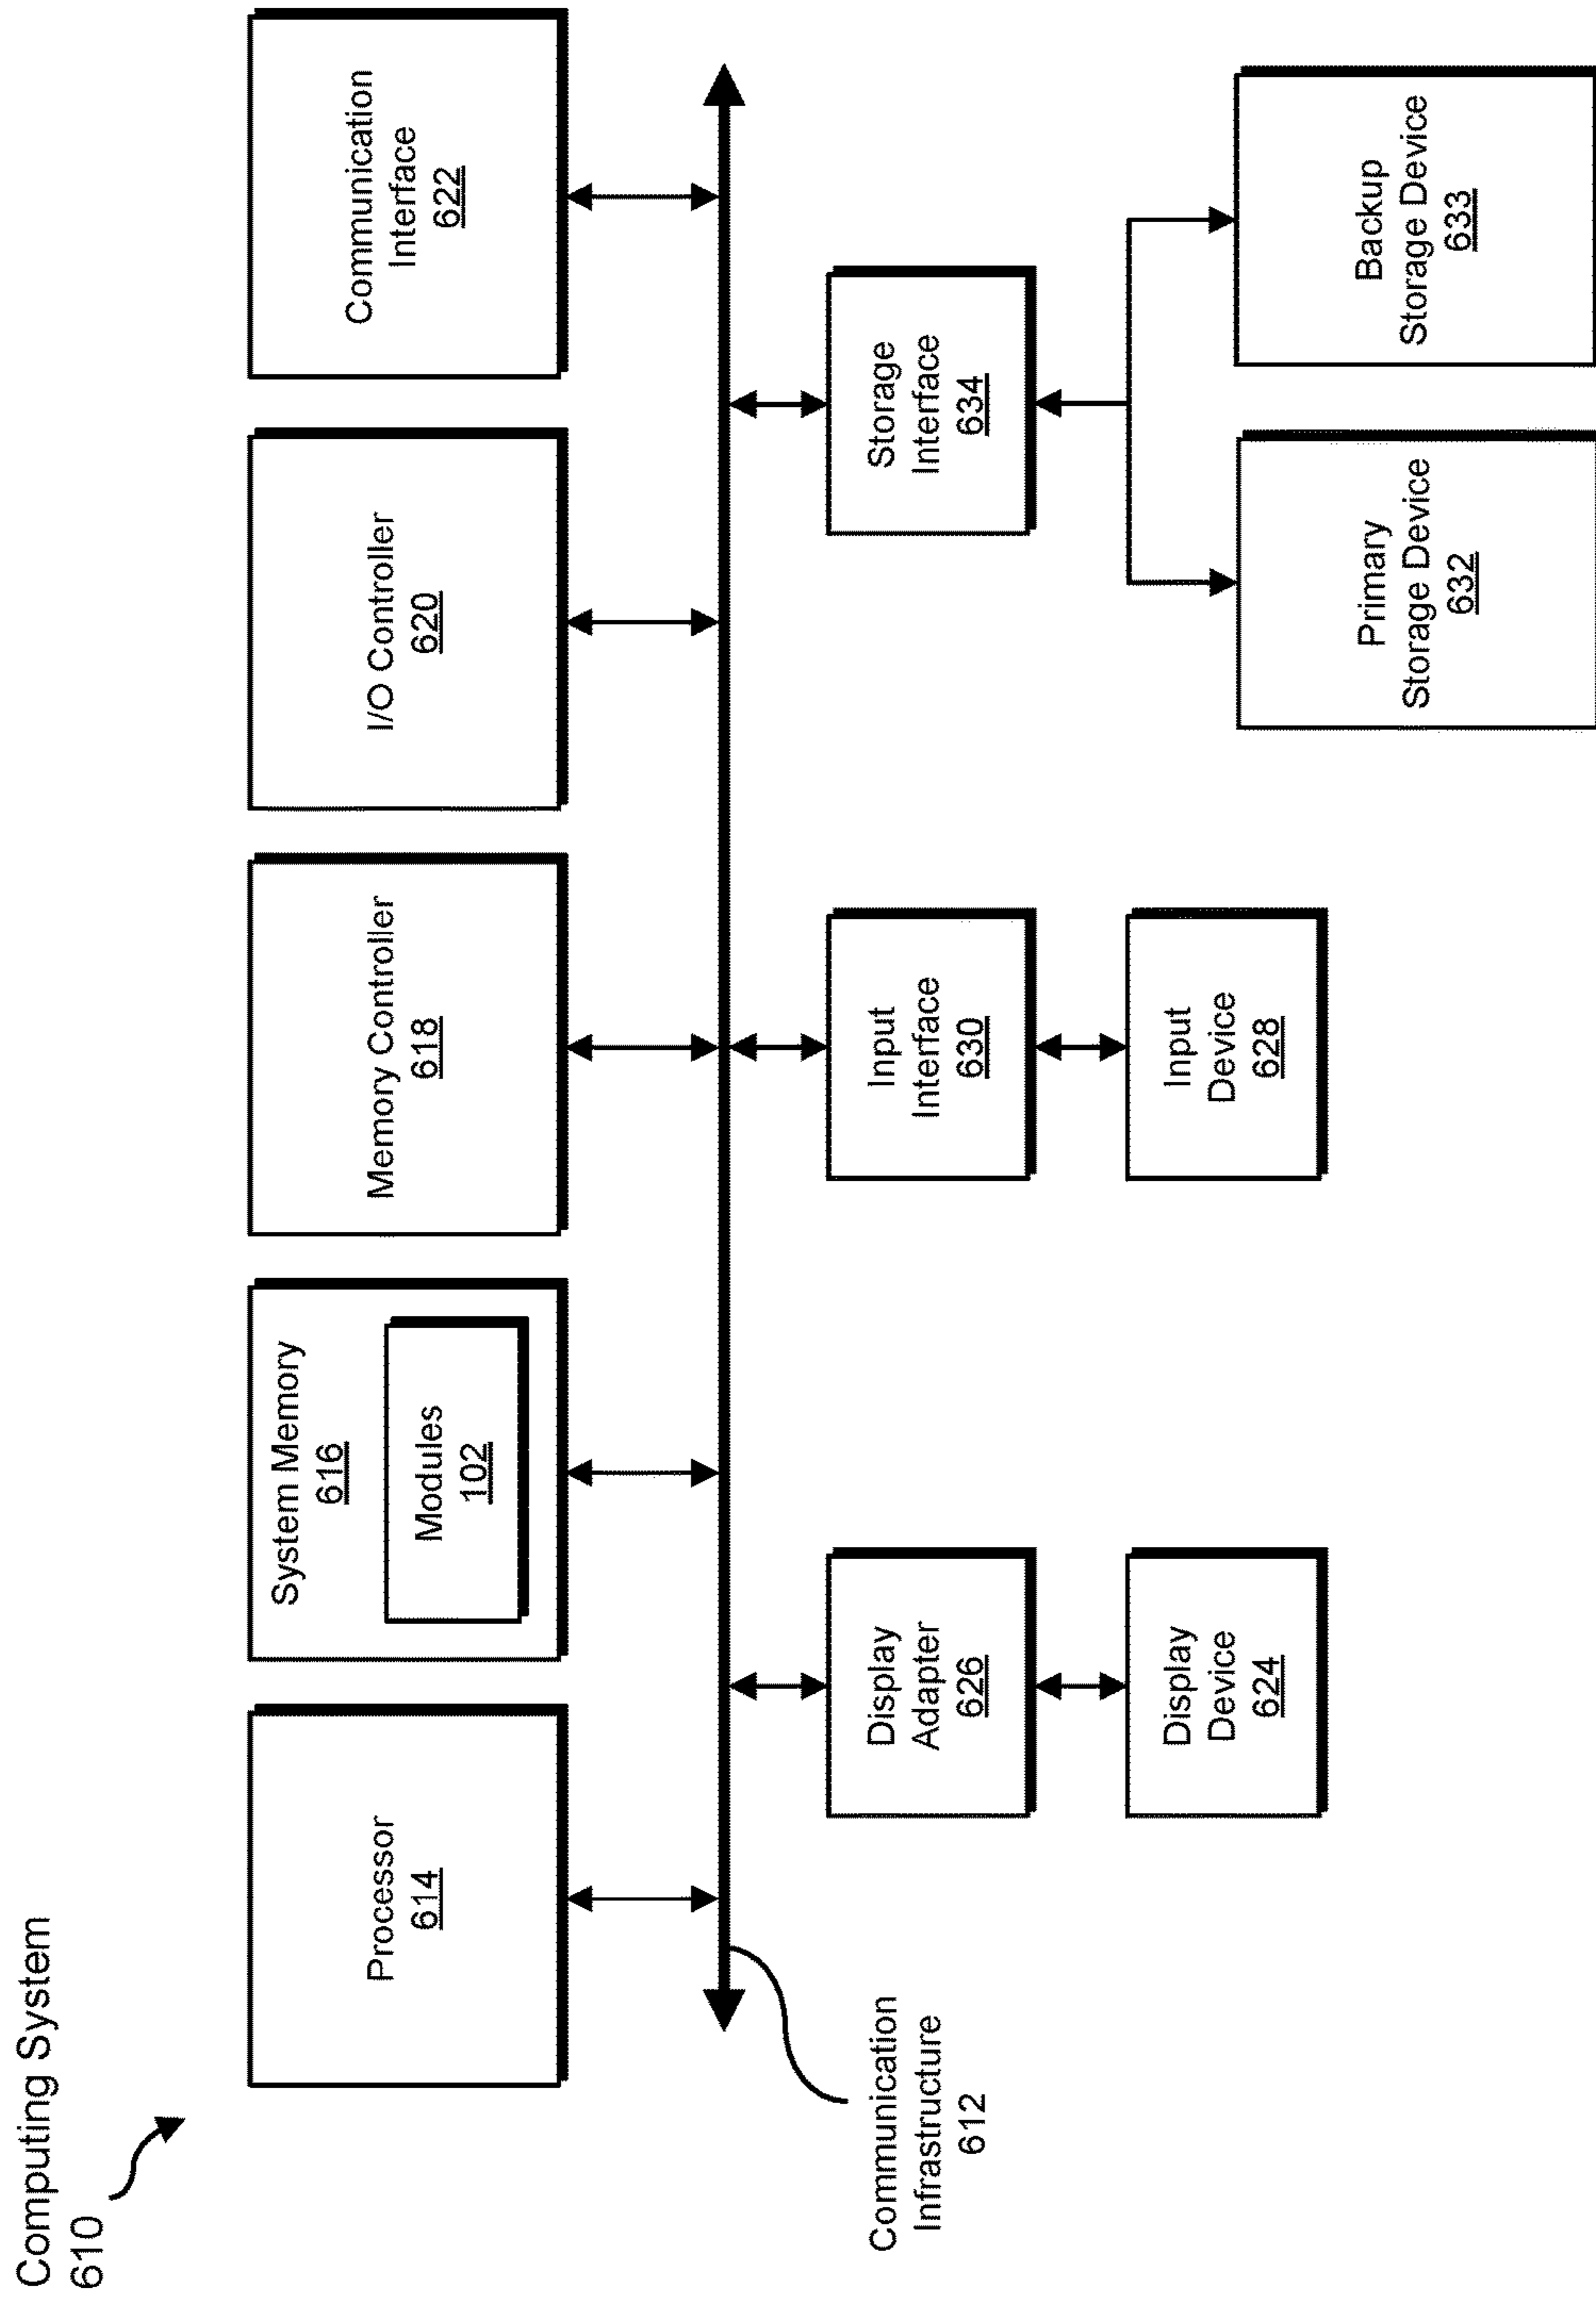 Computing System
610
Processor
614
System Memory
616
Modules
102
Memory Controller
618
I/O Controller
620
Communication
Interface
622
Communication
Infrastructure
612
Display
Adapter
626
Input
Interface
630
Storage
Interface
634
Display
Device
624
Input
Device
628
Primary
Storage Device
632
Backup
Storage Device
633